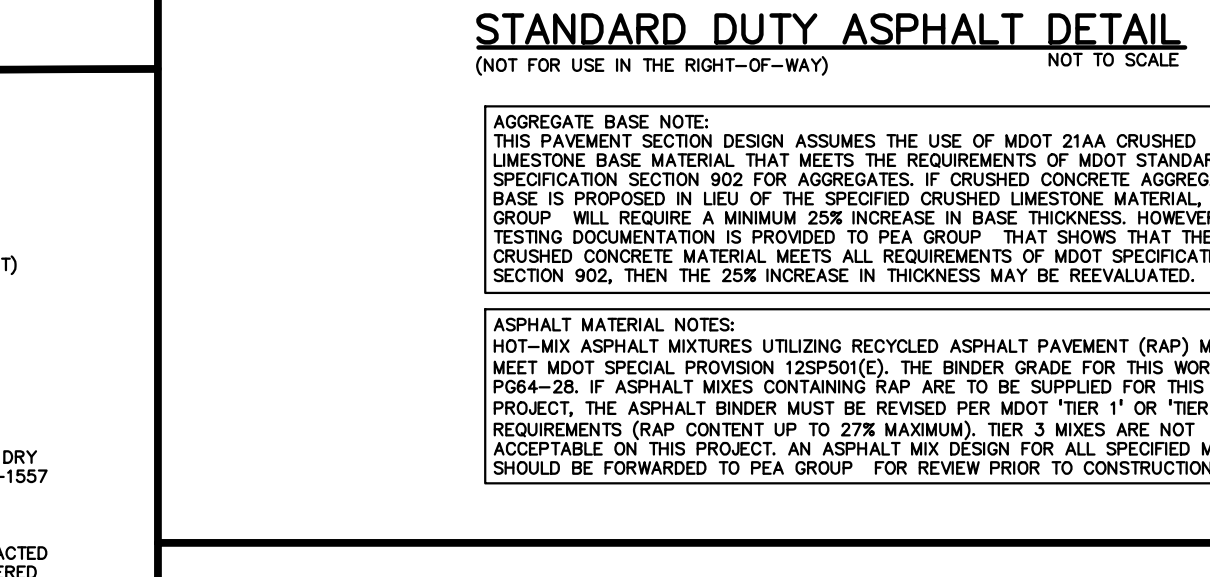 STANDARD DUTY ASPHALT DETAIL
(NOT FOR USE IN THE RIGHT-OF-WAY)
NOT TO SCALE
AGGREGATE BASE NOTE:
THIS PAVEMENT SECTION DESIGN ASSUMES THE USE OF MDOT 21AA CRUSHED
LIMESTONE BASE MATERIAL THAT MEETS THE REQUIREMENTS OF MDOT
SPECIFICATION SECTION 902 FOR AGGREGATES. IF CRUSHED CONCRETE
BASE IS PROPOSED IN LIEU OF THE SPECIFIED CRUSHED LIMESTONE MATERIAL,
GROUP WILL REQUIRE A MINIMUM 25% INCREASE IN BASE THICKNESS.
TESTING DOCUMENTATION IS PROVIDED TO PEA GROUP THAT SHOWS THAT THE
CRUSHED CONCRETE MATERIAL MEETS ALL REQUIREMENTS OF MDOT
SECTION 902, THEN THE 25% INCREASE IN THICKNESS MAY BE REEVALUATED.
ASPHALT MATERIAL NOTES:
HOT-MIX ASPHALT MIXTURES UTILIZING RECYCLED ASPHALT PAVEMENT (RAP)
MEET MDOT SPECIAL PROVISION 12SP501(E). THE BINDER GRADE FOR THIS
PG64-28. IF ASPHALT MIXES CONTAINING RAP ARE TO BE SUPPLIED FOR THIS
PROJECT, THE ASPHALT BINDER MUST BE REVISED PER MDOT 'TIER 1' OR 'TIER
REQUIREMENTS (RAP CONTENT UP TO 27% MAXIMUM). TIER 3 MIXES ARE NOT
ACCEPTABLE ON THIS PROJECT. AN ASPHALT MIX DESIGN FOR ALL SPECIFIED
SHOULD BE FORWARDED TO PEA GROUP FOR REVIEW PRIOR TO CONSTRUCTION
T)
DRY
-1557